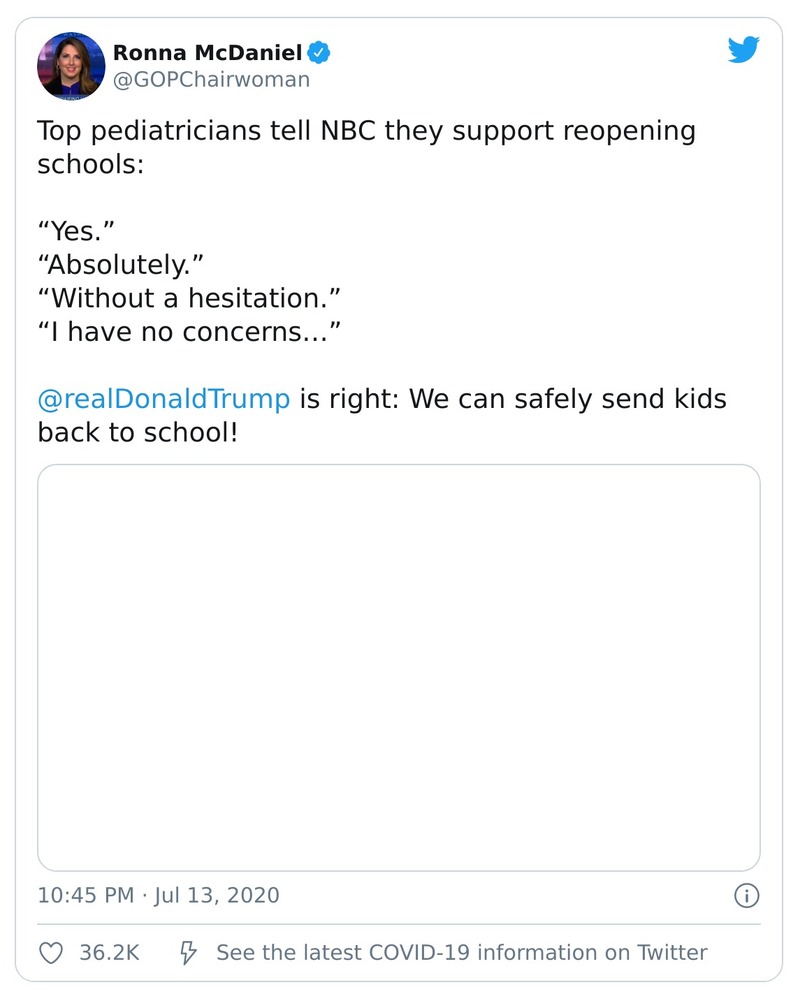 Ronna McDaniel
@GOPChairwoman
Top pediatricians tell NBC they support reopening
schools:
“Yes.”
“Absolutely.”
“Without a hesitation.”
“I have no concerns…”
@realDonaldTrump is right: We can safely send kids
back to school!
10:45 PM · Jul 13, 2020
36.2K
See the latest COVID-19 information on Twitter